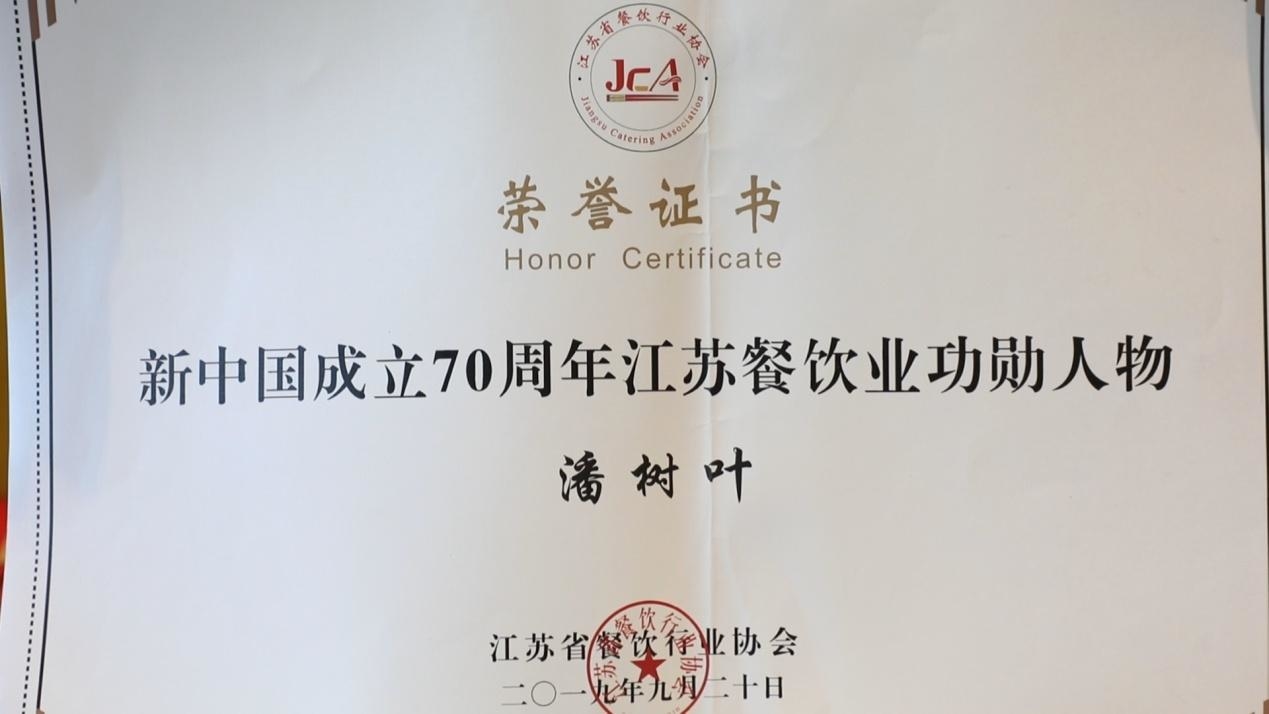 江苏省餐饮行业协会
JCA
Jiangsu Catering Association
荣誉证书
Honor Certificate
新中国成立70周年江苏餐饮业功勋人物
潘树叶
江苏省餐饮行业协会
二〇一九年九月二十日